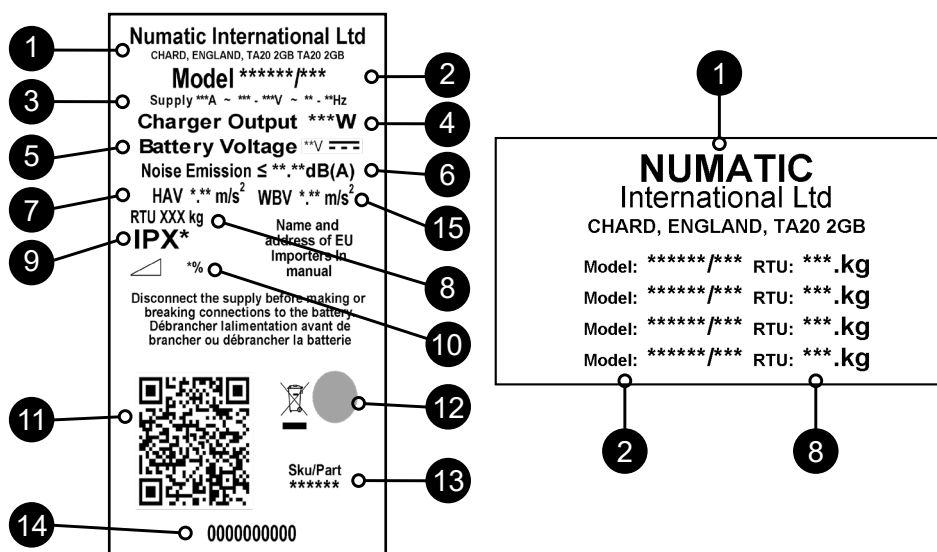 1
Numatic International Ltd
CHARD, ENGLAND, TA20 2GB TA20 2GB
2
Model ******/***
3
Supply ***A ~ *** - ***V ~ ** - **Hz
Charger Output ***W
4
5
Battery Voltage **V
Noise Emission ≤ **.**dB(A)
6
7
HAV *.** m/s² WBV *.** m/s²
15
RTU XXX kg
9
IPX*
Name and
address of EU
Importers In
manual
8
*%
10
Disconnect the supply before making or
breaking connections to the battery.
Débrancher lalimentation avant de
brancher ou débrancher la batterie
11
12
Sku/Part
******
13
14
0000000000
1
NUMATIC
International Ltd
CHARD, ENGLAND, TA20 2GB
Model: ******/*** RTU: ***.kg
Model: ******/*** RTU: ***.kg
Model: ******/*** RTU: ***.kg
Model: ******/*** RTU: ***.kg
2
8